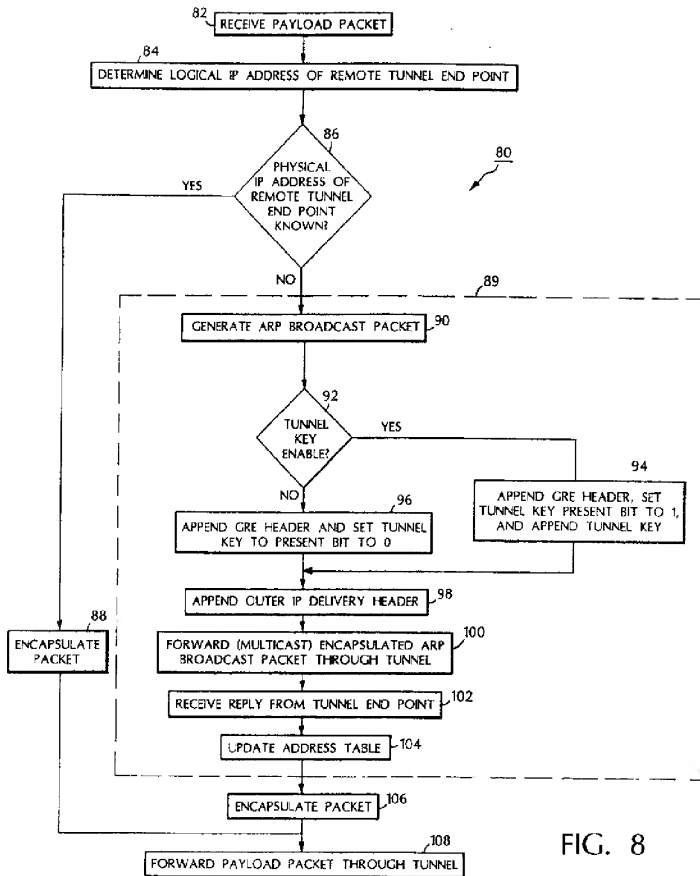 82
RECEIVE PAYLOAD PACKET
84
DETERMINE LOGICAL IP ADDRESS OF REMOTE TUNNEL END POINT
86
80
PHYSICAL
IP ADDRESS OF
REMOTE TUNNEL
END POINT
KNOWN?
YES
NO
89
GENERATE ARP BROADCAST PACKET
90
92
TUNNEL
KEY
ENABLE?
YES
NO
94
APPEND GRE HEADER, SET
TUNNEL KEY PRESENT BIT TO 1,
AND APPEND TUNNEL KEY
96
APPEND GRE HEADER AND SET TUNNEL
KEY TO PRESENT BIT TO 0
APPEND OUTER IP DELIVERY HEADER
98
88
ENCAPSULATE
PACKET
100
FORWARD (MULTICAST) ENCAPSULATED ARP
BROADCAST PACKET THROUGH TUNNEL
RECEIVE REPLY FROM TUNNEL END POINT
102
UPDATE ADDRESS TABLE
104
ENCAPSULATE PACKET
106
108
FORWARD PAYLOAD PACKET THROUGH TUNNEL
FIG. 8